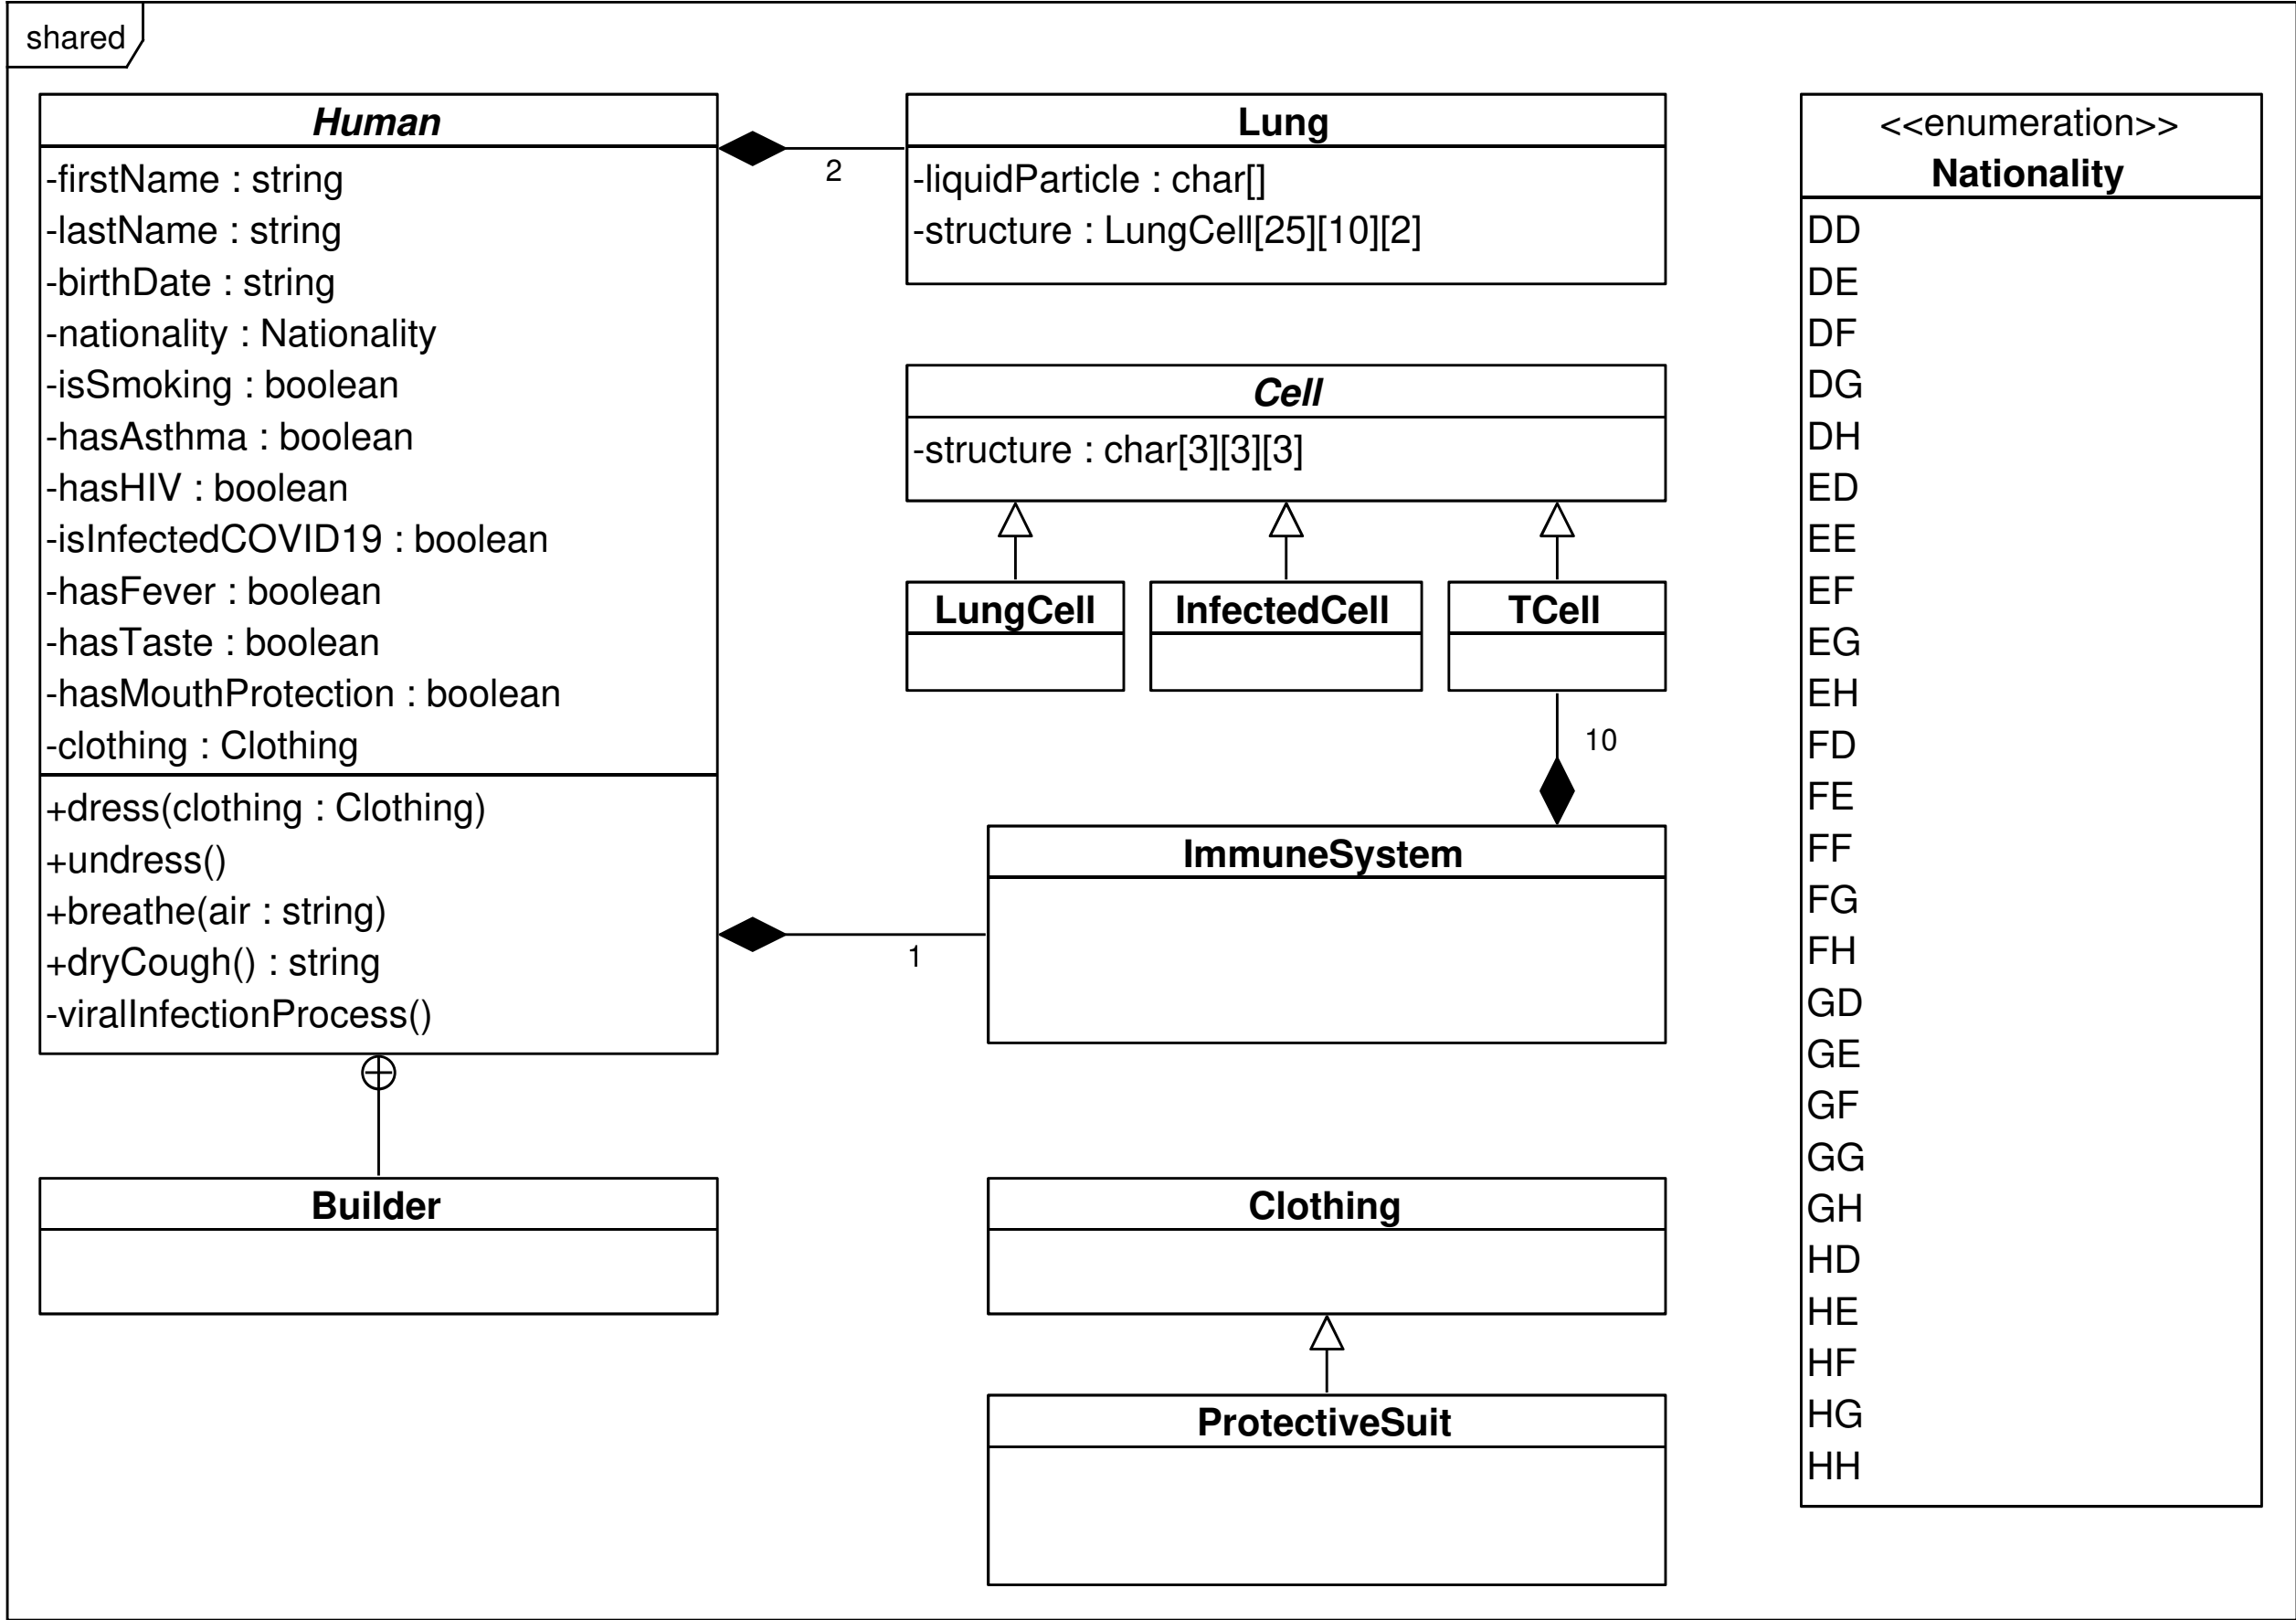 shared
Human
-firstName : string
-lastName : string
-birthDate : string
-nationality : Nationality
-isSmoking : boolean
-hasAsthma : boolean
-hasHIV : boolean
-isInfectedCOVID19 : boolean
-hasFever : boolean
-hasTaste : boolean
-hasMouthProtection : boolean
-clothing : Clothing
+dress(clothing : Clothing)
+undress()
+breathe(air : string)
+dryCough() : string
-viralInfectionProcess()
2
Lung
-liquidParticle : char[]
-structure : LungCell[25][10][2]
Cell
-structure : char[3][3][3]
LungCell
InfectedCell
TCell
10
ImmuneSystem
1
Builder
Clothing
ProtectiveSuit
<<enumeration>>
Nationality
DD
DE
DF
DG
DH
ED
EE
EF
EG
EH
FD
FE
FF
FG
FH
GD
GE
GF
GG
GH
HD
HE
HF
HG
HH